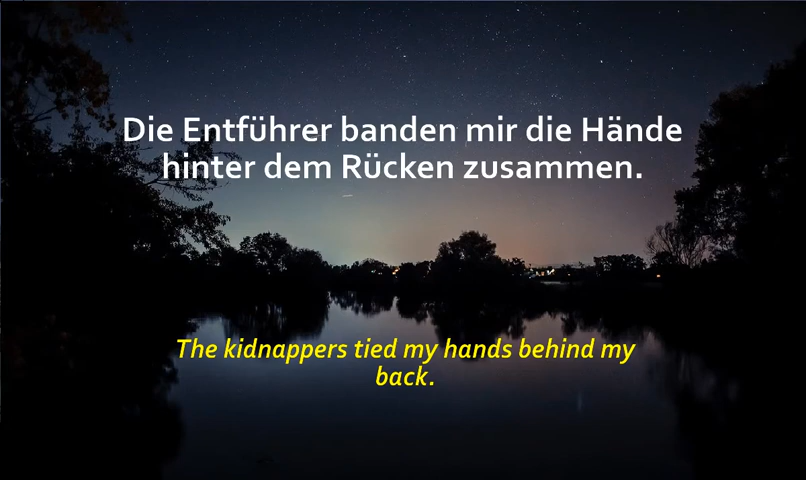 Die Entführer banden mir die Hände
hinter dem Rücken zusammen.
The kidnappers tied my hands behind my
back.